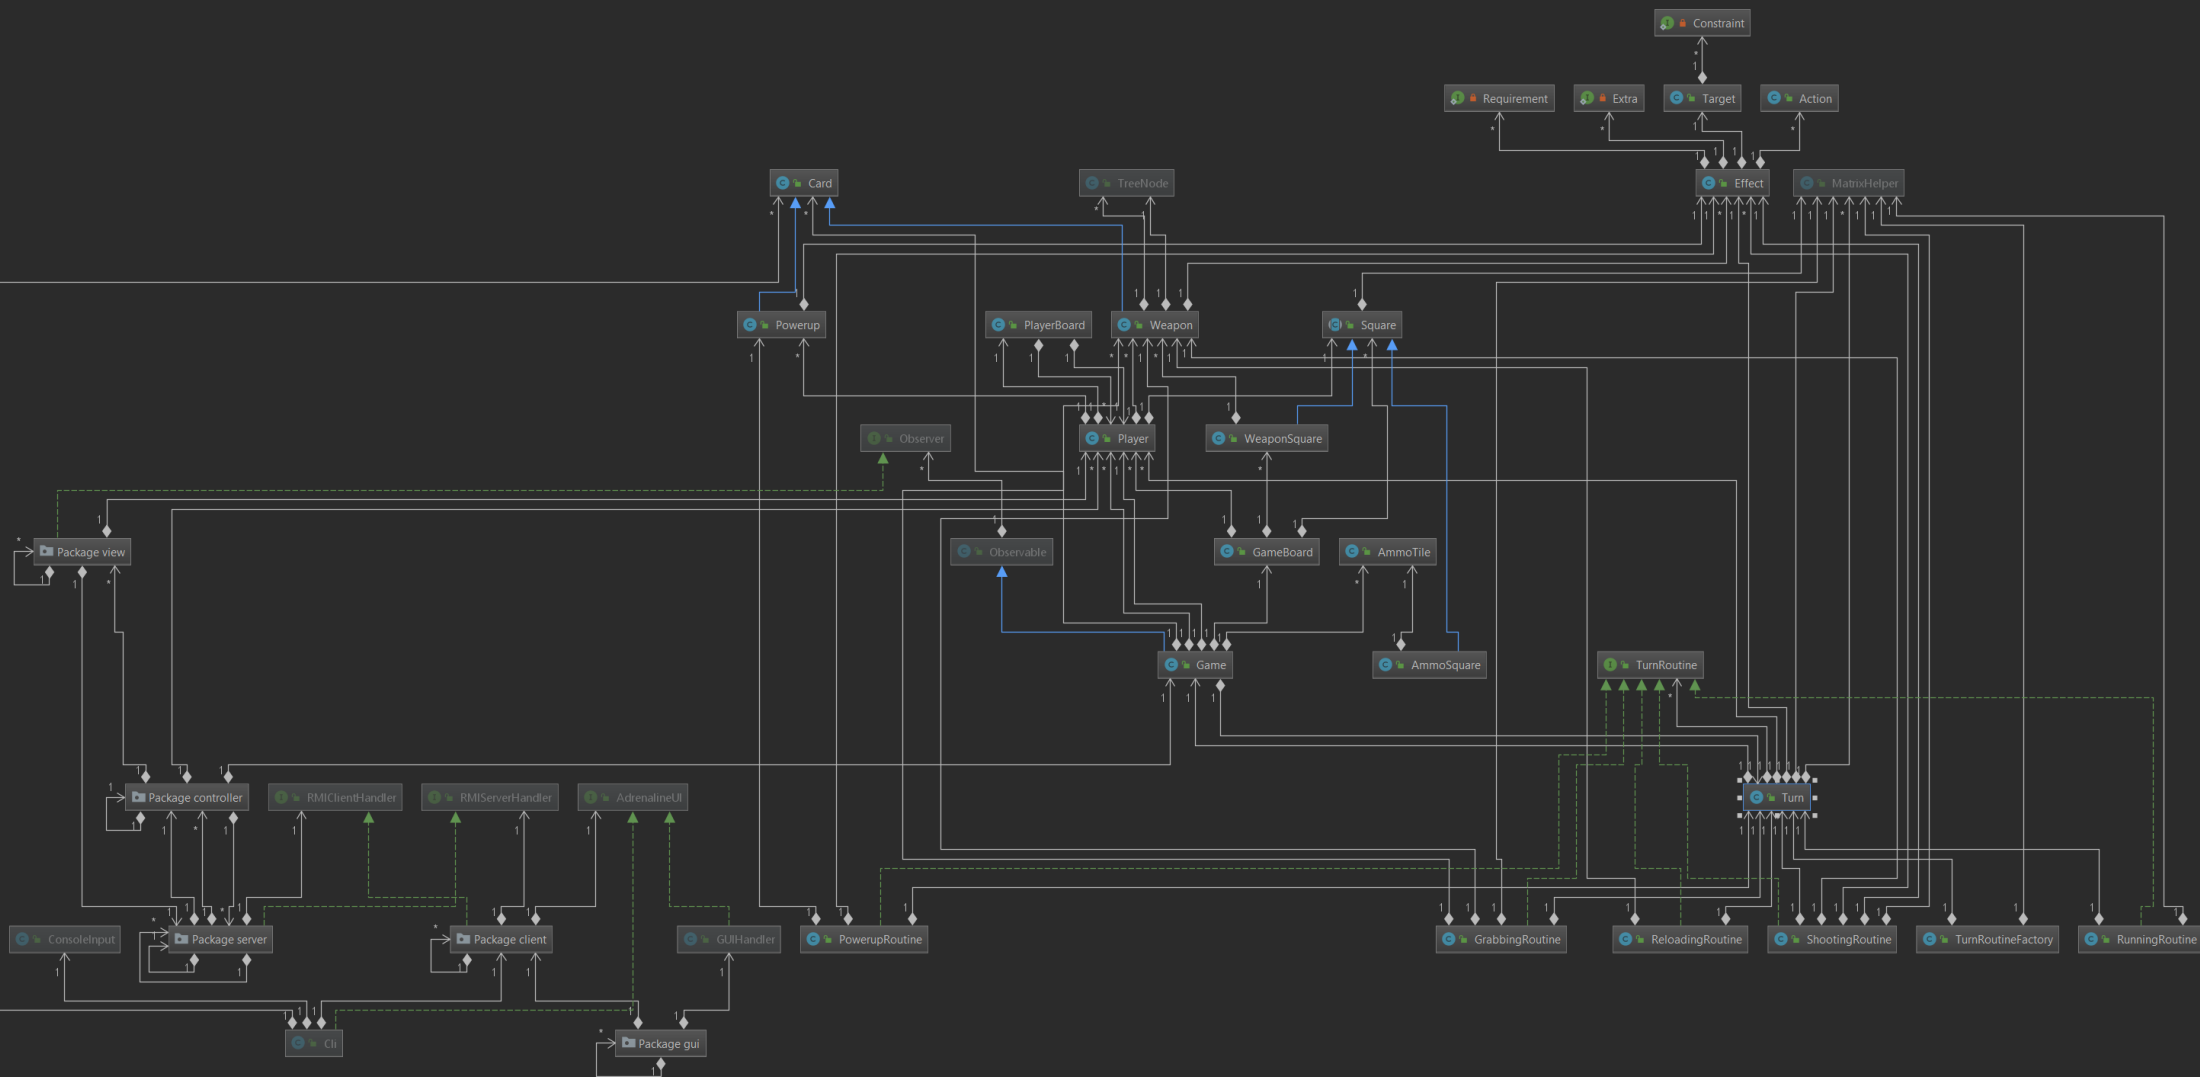 Constraint
Requirement
Extra
Target
Action
Card
TreeNode
Effect
MatrixHelper
Powerup
PlayerBoard
Weapon
Square
Observer
Player
WeaponSquare
Package view
Observable
GameBoard
AmmoTile
Game
AmmoSquare
TurnRoutine
Package controller
RMIClientHandler
RMIServerHandler
AdrenalineUI
Turn
ConsoleInput
Package server
Package client
GUIHandler
PowerupRoutine
GrabbingRoutine
ReloadingRoutine
ShootingRoutine
TurnRoutineFactory
RunningRoutine
Cli
Package gui